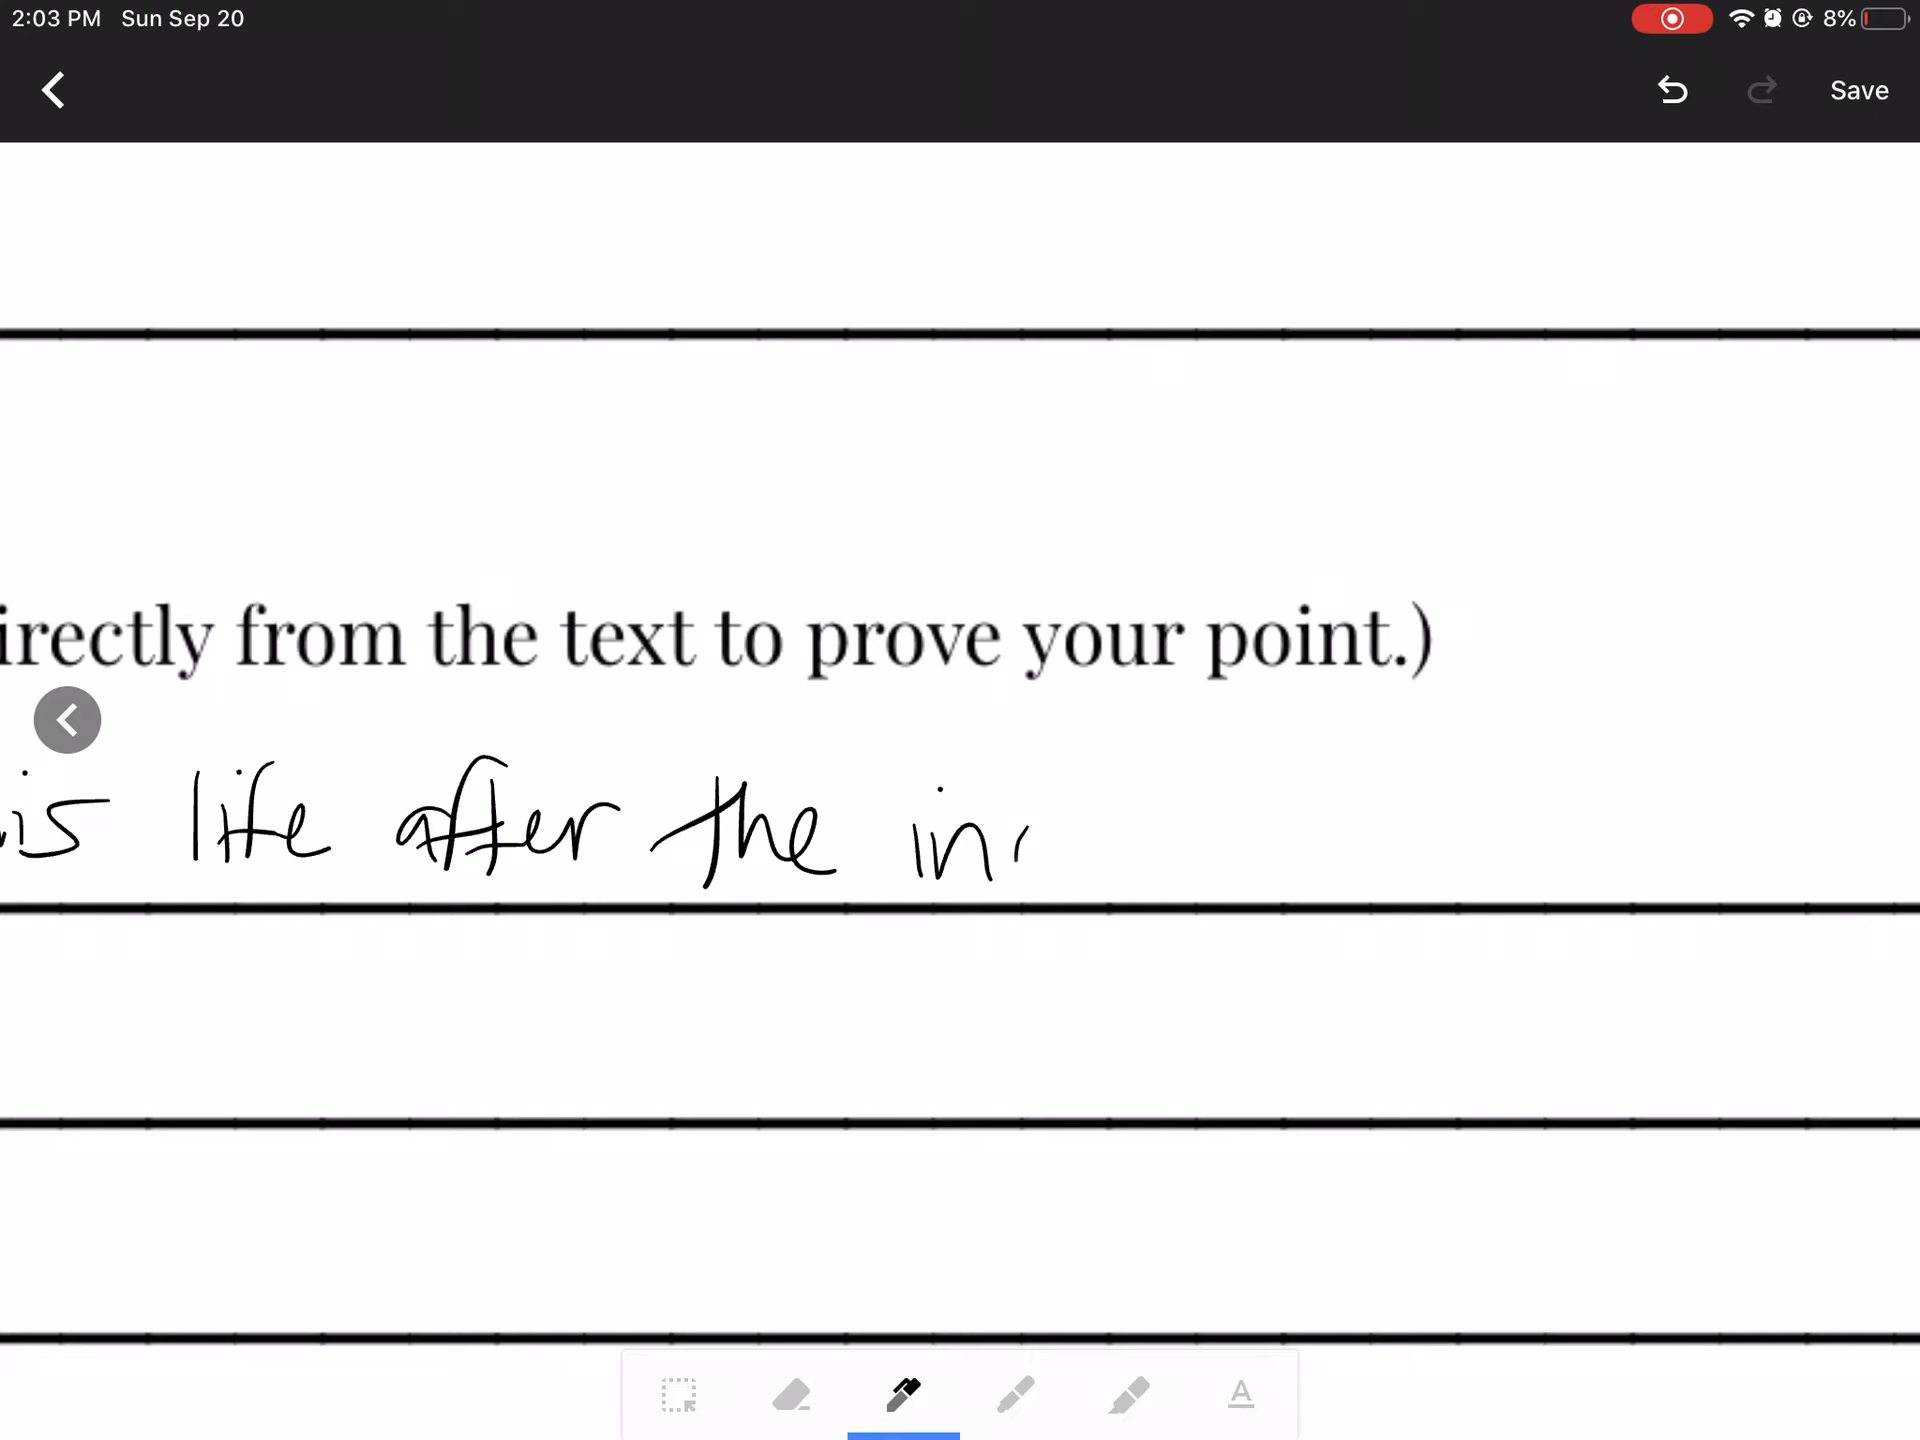 2:03 PM Sun Sep 20 8%
Save
irectly from the text to prove your point.)
is life after the in
A